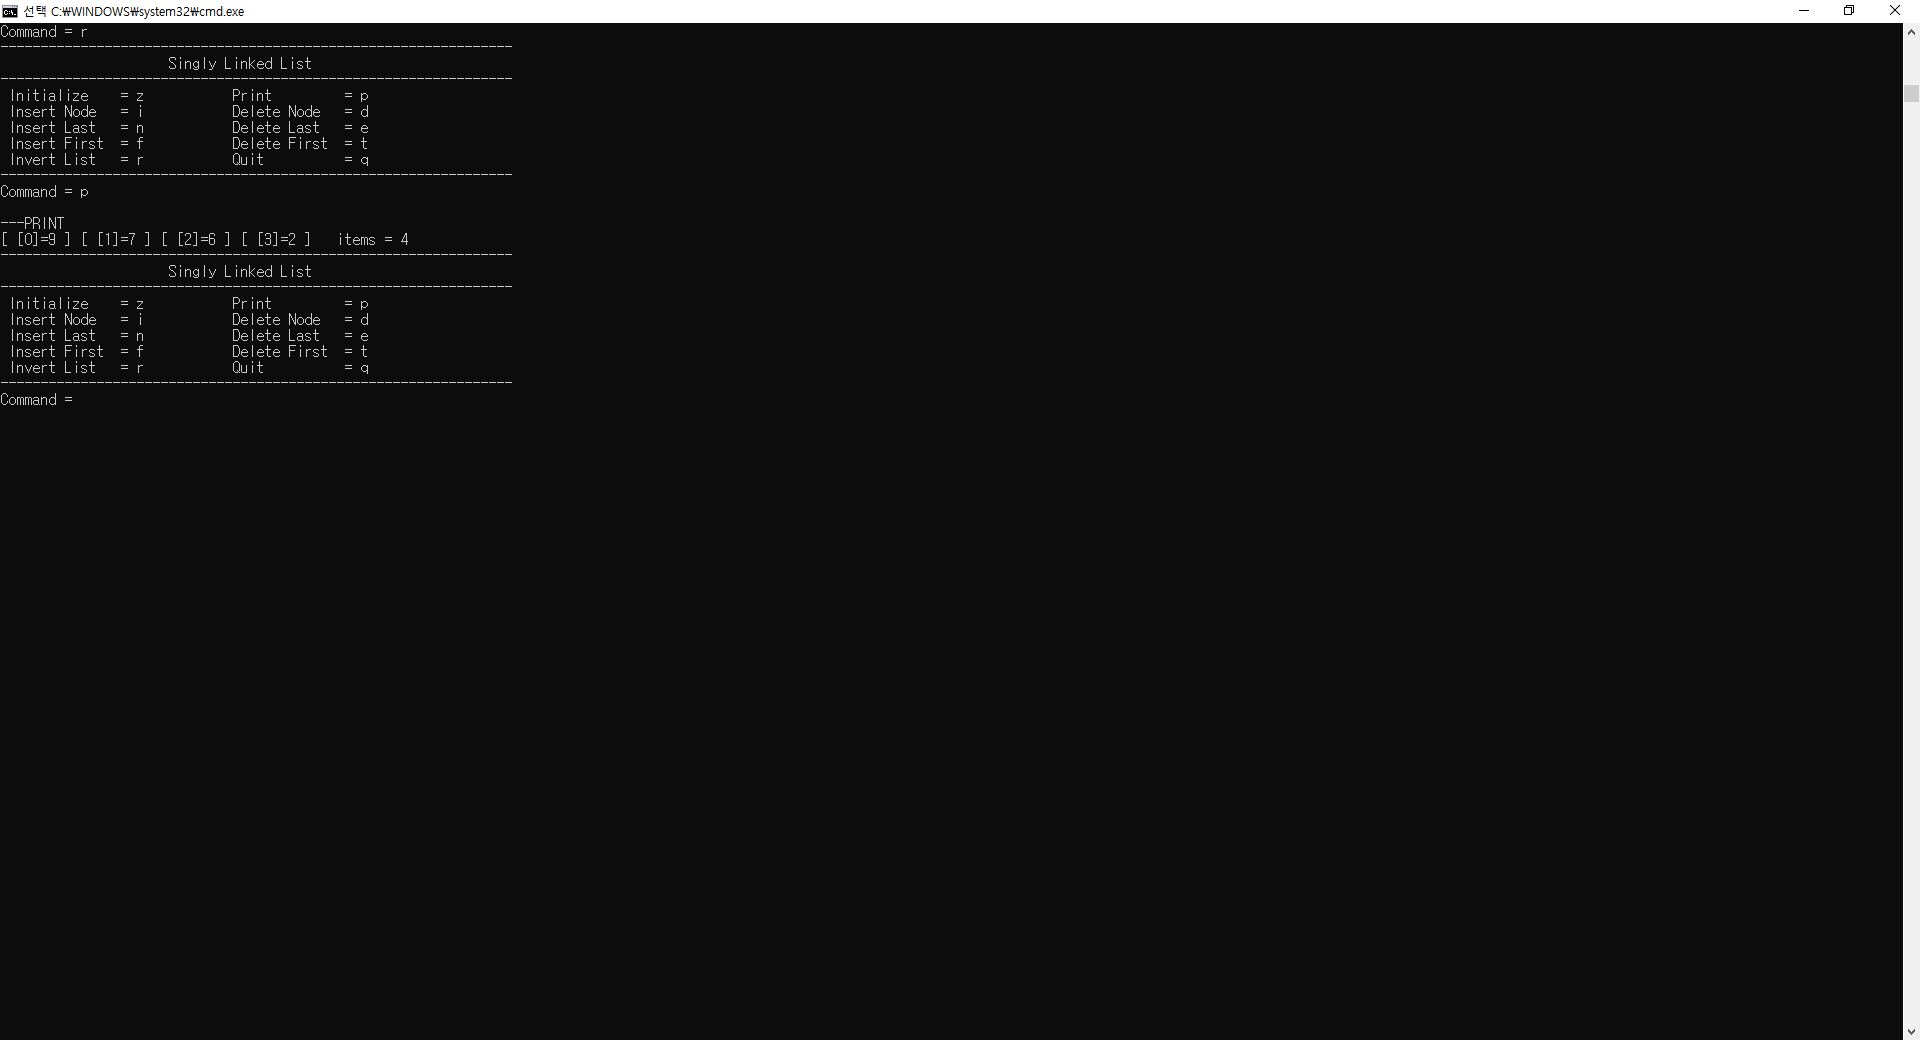 선택 C:₩WINDOWS₩system32₩cmd.exe
Command = r
----------------------------------------------------------------
                     Singly Linked List
----------------------------------------------------------------
 Initialize    = z           Print         = p
 Insert Node   = i           Delete Node   = d
 Insert Last   = n           Delete Last   = e
 Insert First  = f           Delete First  = t
 Invert List   = r           Quit          = q
----------------------------------------------------------------
Command = p
---PRINT
[ [0]=9 ] [ [1]=7 ] [ [2]=6 ] [ [3]=2 ]   items = 4
----------------------------------------------------------------
                     Singly Linked List
----------------------------------------------------------------
 Initialize    = z           Print         = p
 Insert Node   = i           Delete Node   = d
 Insert Last   = n           Delete Last   = e
 Insert First  = f           Delete First  = t
 Invert List   = r           Quit          = q
----------------------------------------------------------------
Command =